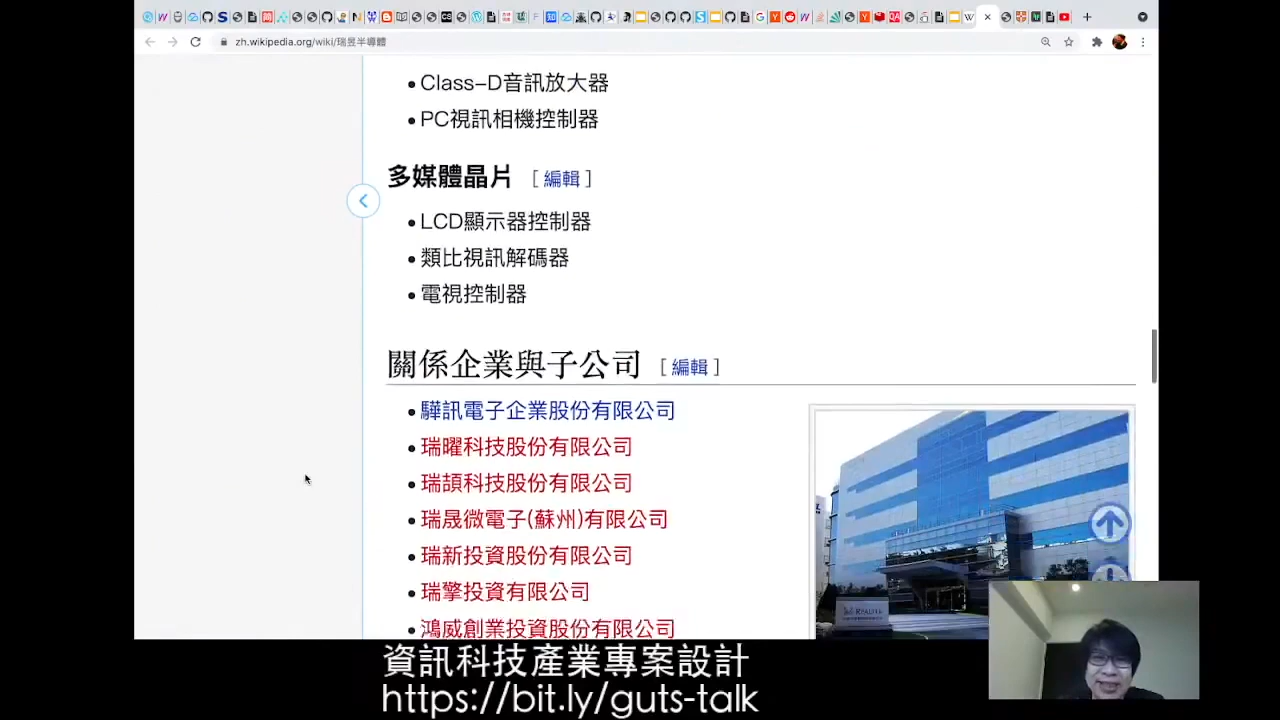 zh.wikipedia.org/wiki/瑞昱半導體
Class-D音訊放大器
PC視訊相機控制器
多媒體晶片 [ 編輯 ]
LCD顯示器控制器
類比視訊解碼器
電視控制器
關係企業與子公司 [ 編輯 ]
驊訊電子企業股份有限公司
瑞曜科技股份有限公司
瑞頡科技股份有限公司
瑞晟微電子(蘇州)有限公司
瑞新投資股份有限公司
瑞擎投資有限公司
鴻威創業投資股份有限公司
REALTEK
資訊科技產業專案設計
https://bit.ly/guts-talk